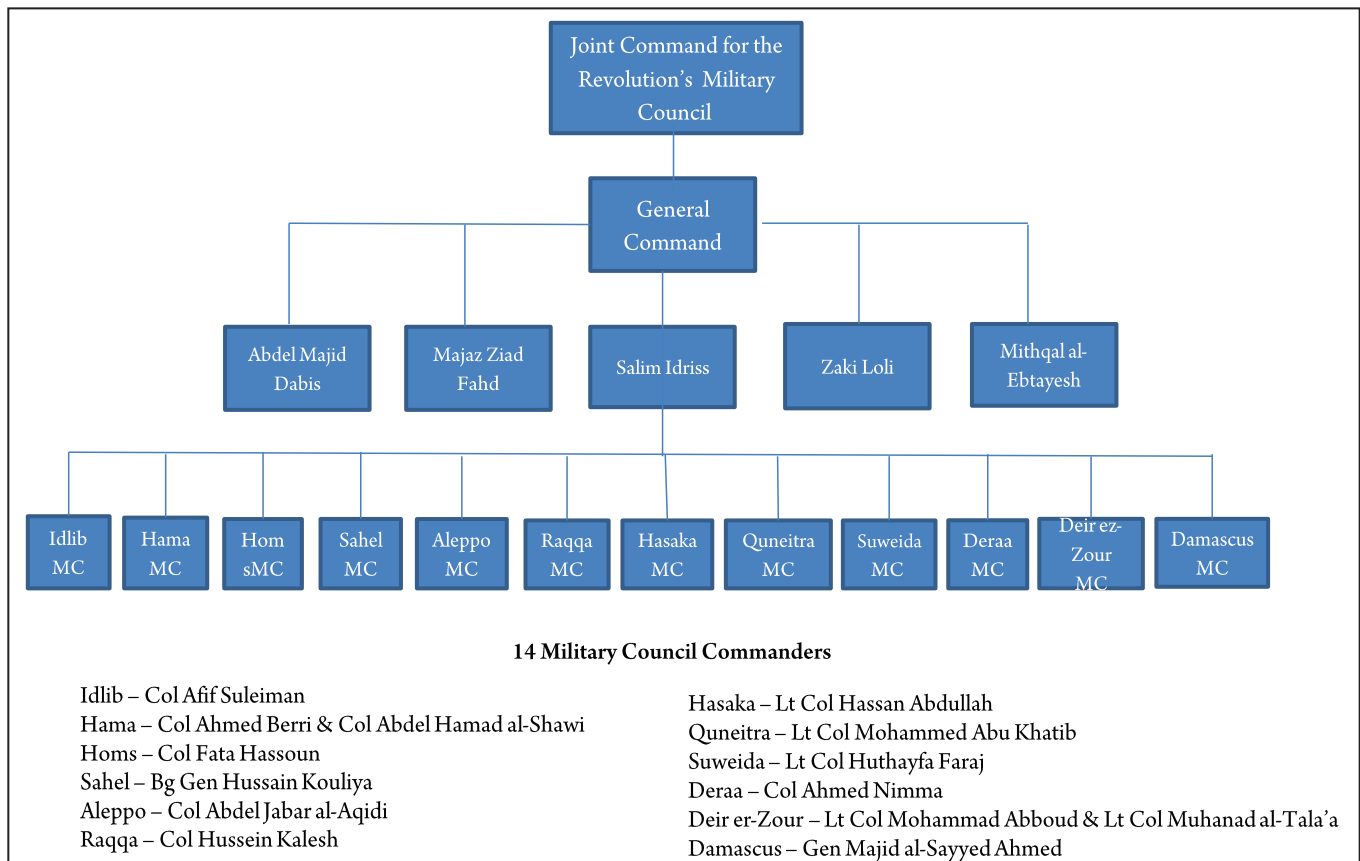 Joint Command for the
Revolution’s Military
Council
General
Command
Abdel Majid
Dabis
Majaz Ziad
Fahd
Salim Idriss
Zaki Loli
Mithqal al-
Ebtayesh
Idlib
MC
Hama
MC
Hom
sMC
Sahel
MC
Aleppo
MC
Raqqa
MC
Hasaka
MC
Quneitra
MC
Suweida
MC
Deraa
MC
Deir ez-
Zour
MC
Damascus
MC
14 Military Council Commanders
Idlib – Col Afif Suleiman
Hama – Col Ahmed Berri & Col Abdel Hamad al-Shawi
Homs – Col Fata Hassoun
Sahel – Bg Gen Hussain Kouliya
Aleppo – Col Abdel Jabar al-Aqidi
Raqqa – Col Hussein Kalesh
Hasaka – Lt Col Hassan Abdullah
Quneitra – Lt Col Mohammed Abu Khatib
Suweida – Lt Col Huthayfa Faraj
Deraa – Col Ahmed Nimma
Deir er-Zour – Lt Col Mohammad Abboud & Lt Col Muhanad al-Tala’a
Damascus – Gen Majid al-Sayyed Ahmed